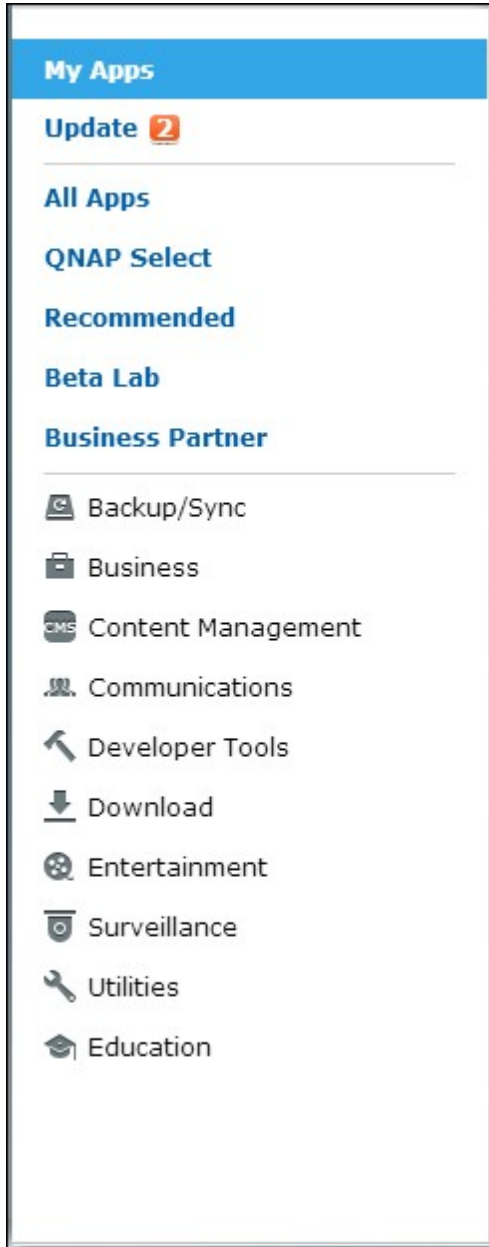 My Apps
Update 2
All Apps
QNAP Select
Recommended
Beta Lab
Business Partner
Backup/Sync
Business
CMS Content Management
Communications
Developer Tools
Download
Entertainment
Surveillance
Utilities
Education